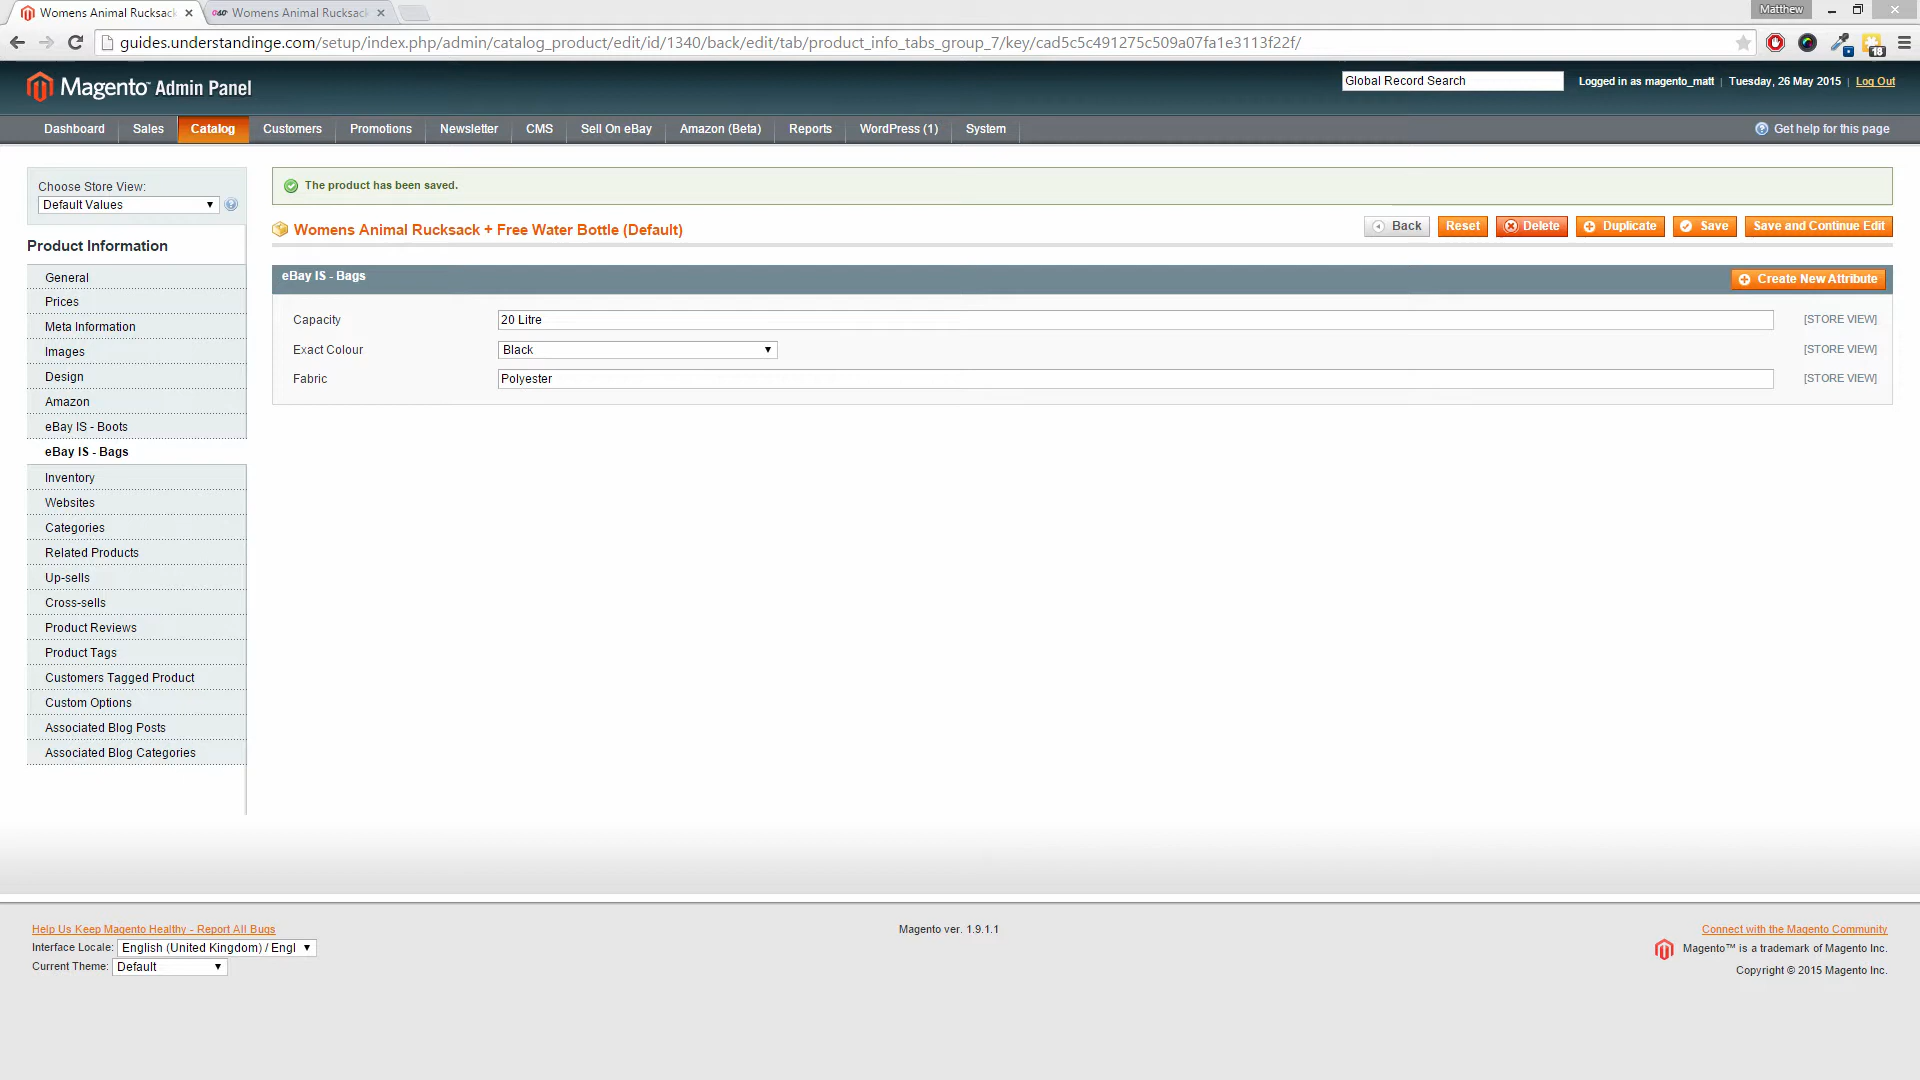 Womens Animal Rucksack
Womens Animal Rucksack
Matthew
guides.understandinge.com/setup/index.php/admin/catalog_product/edit/id/1340/back/edit/tab/product_info_tabs_group_7/key/cad5c5c491275c509a07fa1e3113f22f/
18
Magento™ Admin Panel
Global Record Search
Logged in as magento_matt | Tuesday, 26 May 2015 | Log Out
Dashboard Sales Catalog Customers Promotions Newsletter CMS Sell On eBay Amazon (Beta) Reports WordPress (1) System
Get help for this page
Choose Store View:
Default Values
Product Information
General
Prices
Meta Information
Images
Design
Amazon
eBay IS - Boots
eBay IS - Bags
Inventory
Websites
Categories
Related Products
Up-sells
Cross-sells
Product Reviews
Product Tags
Customers Tagged Product
Custom Options
Associated Blog Posts
Associated Blog Categories
The product has been saved.
Womens Animal Rucksack + Free Water Bottle (Default)
Back Reset Delete Duplicate Save Save and Continue Edit
eBay IS - Bags
Create New Attribute
Capacity 20 Litre [STORE VIEW]
Exact Colour Black [STORE VIEW]
Fabric Polyester [STORE VIEW]
Help Us Keep Magento Healthy - Report All Bugs
Interface Locale: English (United Kingdom) / Engl
Current Theme: Default
Magento ver. 1.9.1.1
Connect with the Magento Community
Magento™ is a trademark of Magento Inc.
Copyright © 2015 Magento Inc.